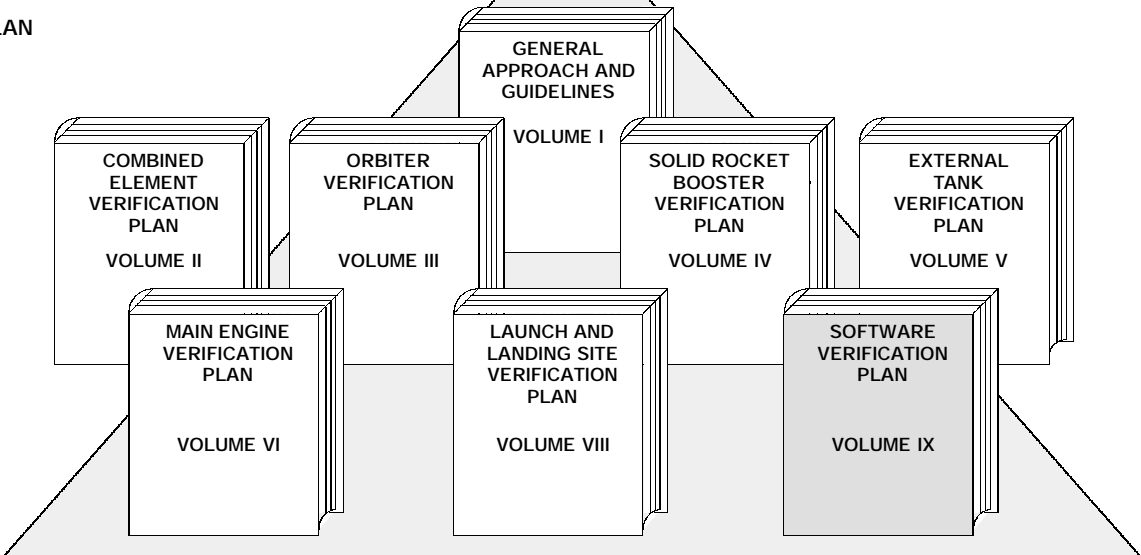 GENERAL
APPROACH AND
GUIDELINES
VOLUME I
COMBINED
ELEMENT
VERIFICATION
PLAN
VOLUME II
ORBITER
VERIFICATION
PLAN
VOLUME III
SOLID ROCKET
BOOSTER
VERIFICATION
PLAN
VOLUME IV
EXTERNAL
TANK
VERIFICATION
PLAN
VOLUME V
MAIN ENGINE
VERIFICATION
PLAN
VOLUME VI
LAUNCH AND
LANDING SITE
VERIFICATION
PLAN
VOLUME VIII
SOFTWARE
VERIFICATION
PLAN
VOLUME IX